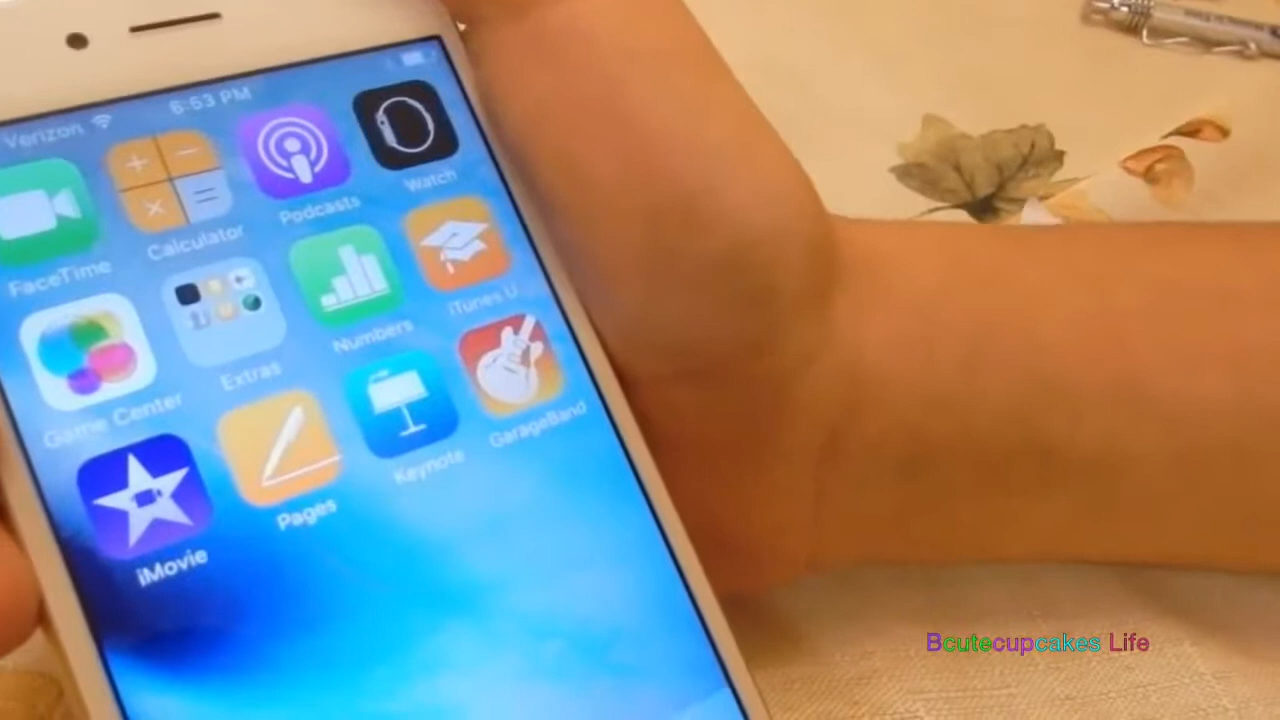 Verizon 6:53 PM
FaceTime Calculator Podcasts Watch
Game Center Extras Numbers iTunes U
iMovie Pages Keynote GarageBand
Bcutecupcakes Life